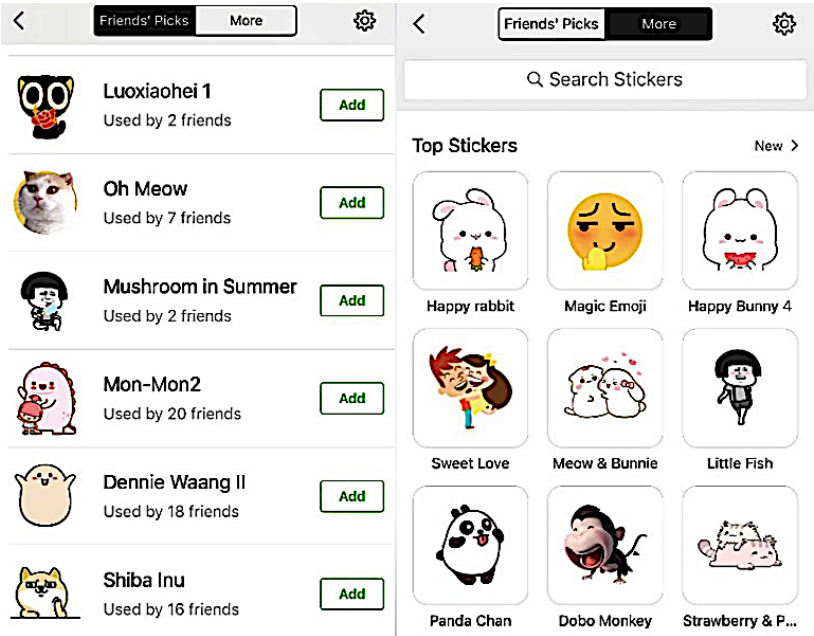 Friends' Picks
More
Luoxiaohei 1
Used by 2 friends
Add
Oh Meow
Used by 7 friends
Add
Mushroom in Summer
Used by 2 friends
Add
Mon-Mon2
Used by 20 friends
Add
Dennie Waang II
Used by 18 friends
Add
Shiba Inu
Used by 16 friends
Add
Friends' Picks
More
Search Stickers
Top Stickers
New
Happy rabbit
Magic Emoji
Happy Bunny 4
Sweet Love
Meow & Bunnie
Little Fish
Panda Chan
Dobo Monkey
Strawberry & P...